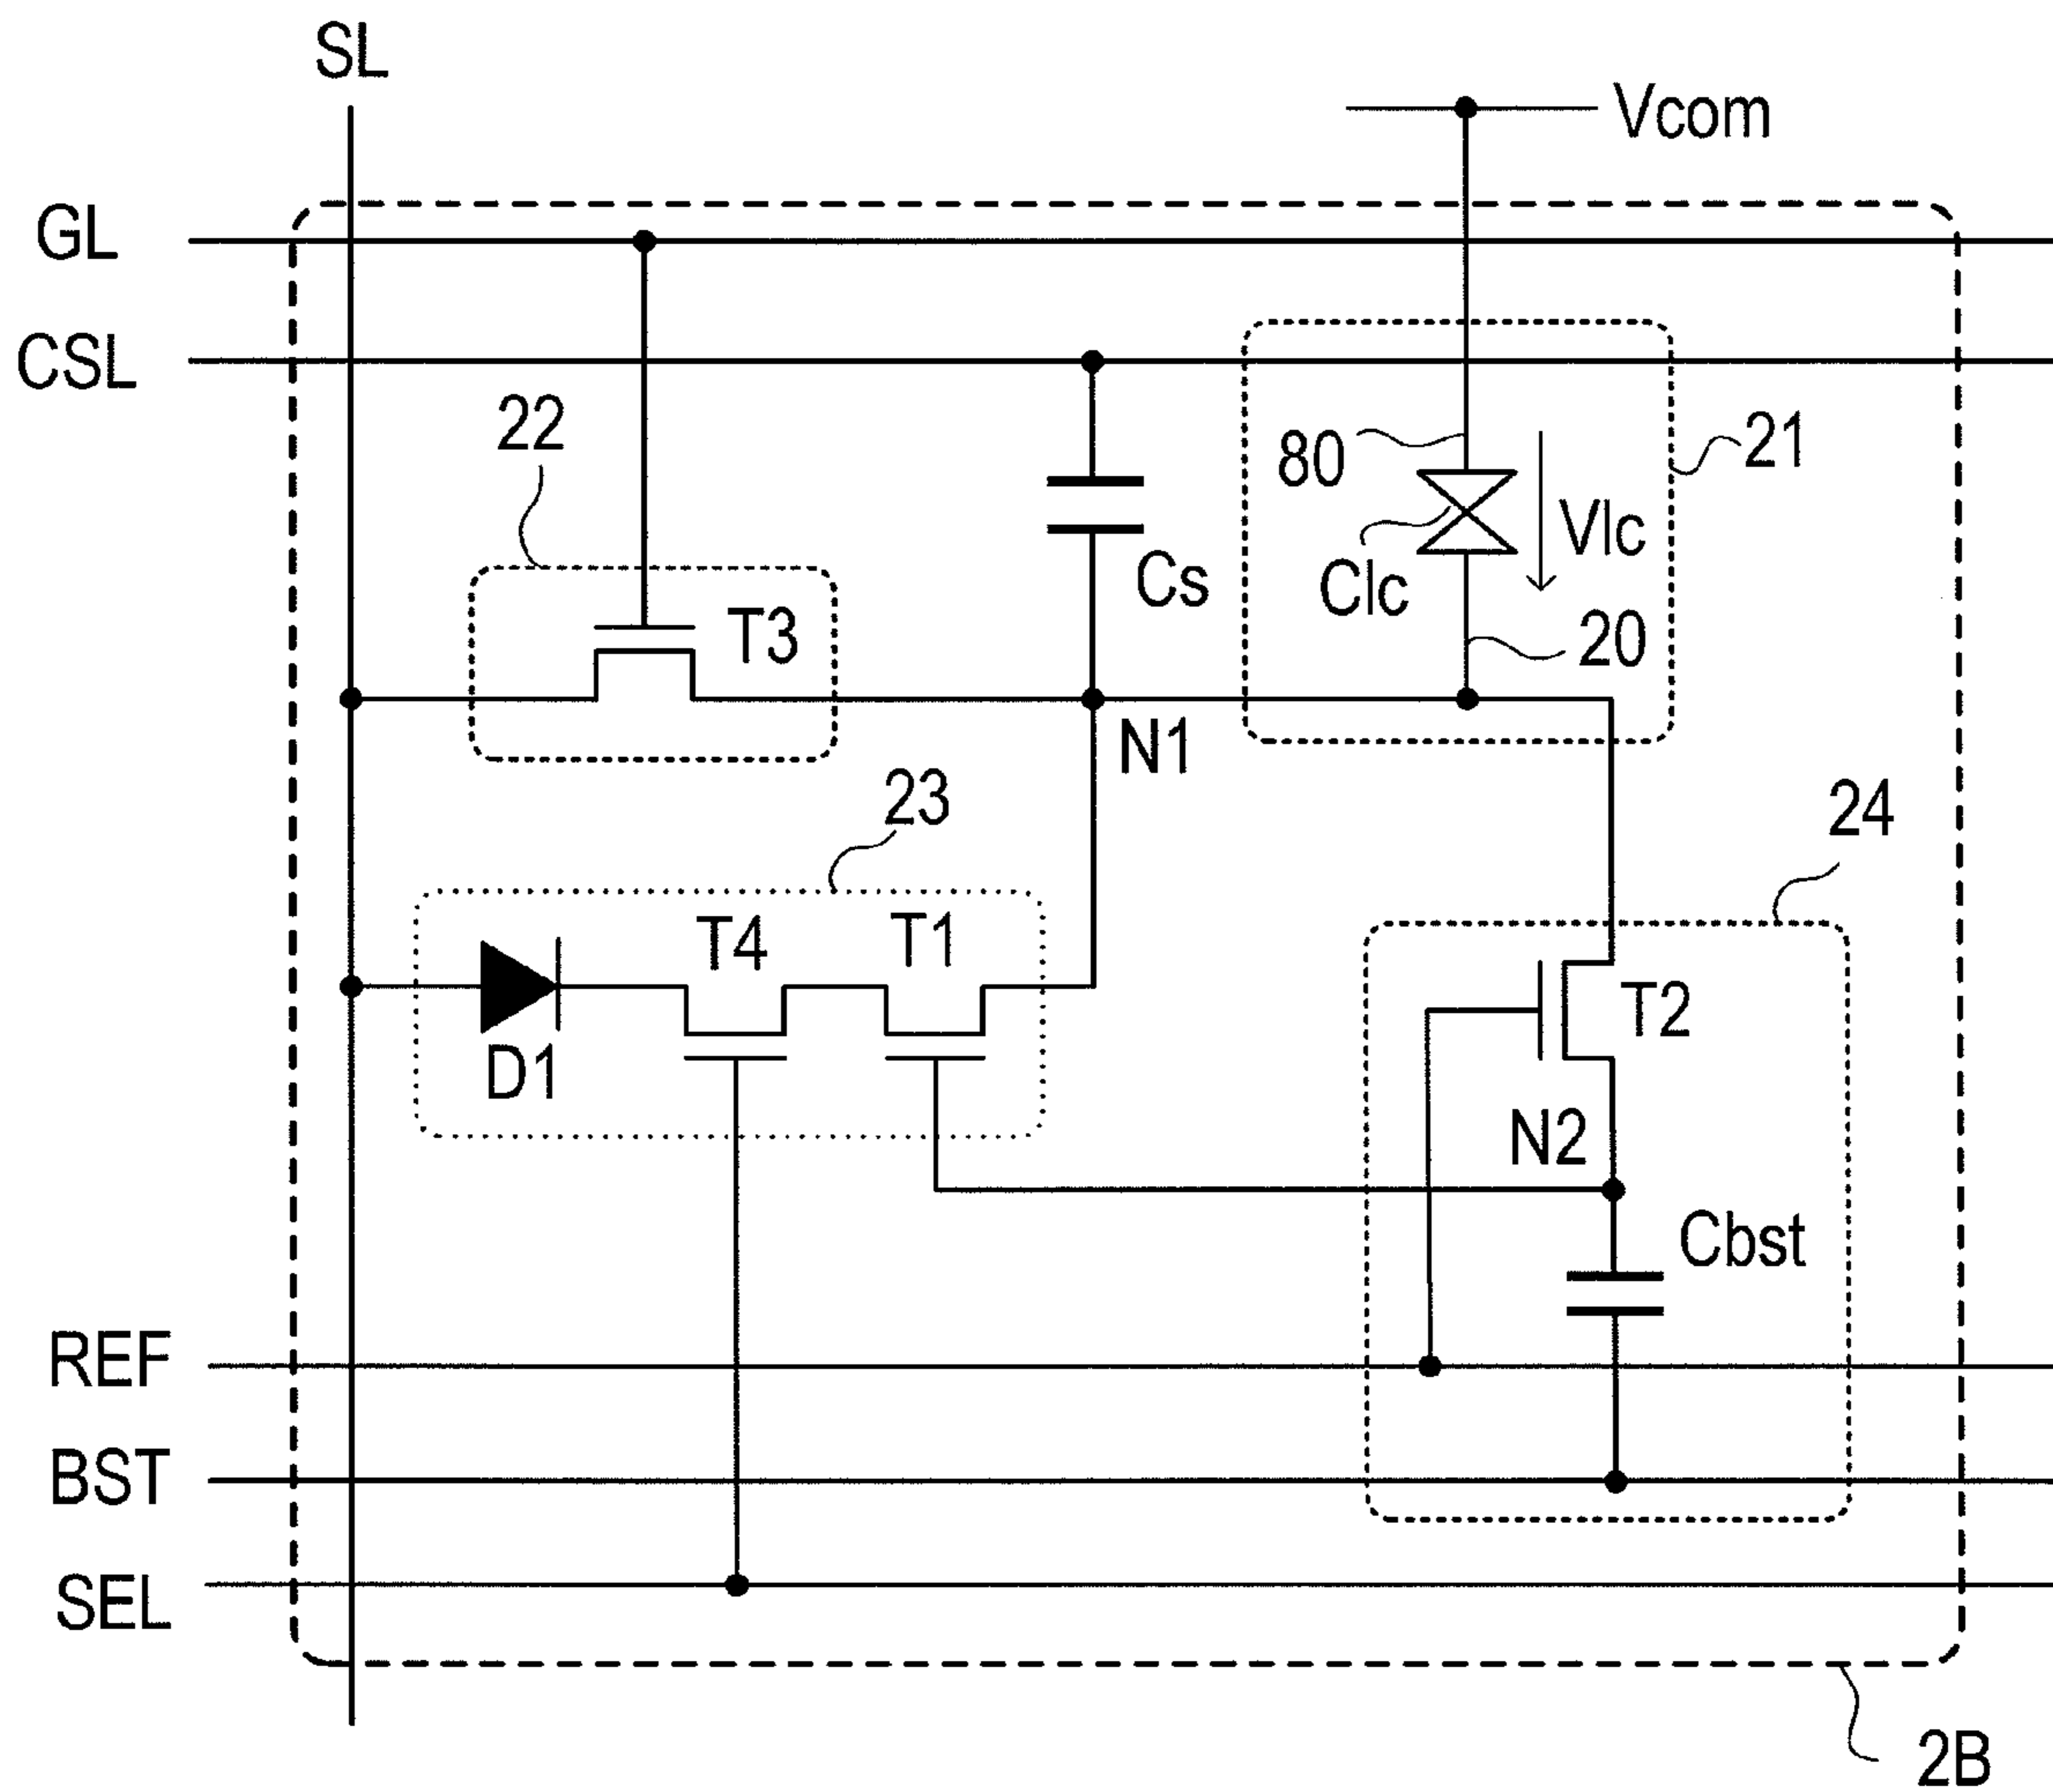 SL
Vcom
GL
CSL
22
80
21
Vlc
Clc
Cs
T3
20
N1
23
24
T4
T1
T2
D1
N2
Cbst
REF
BST
SEL
2B